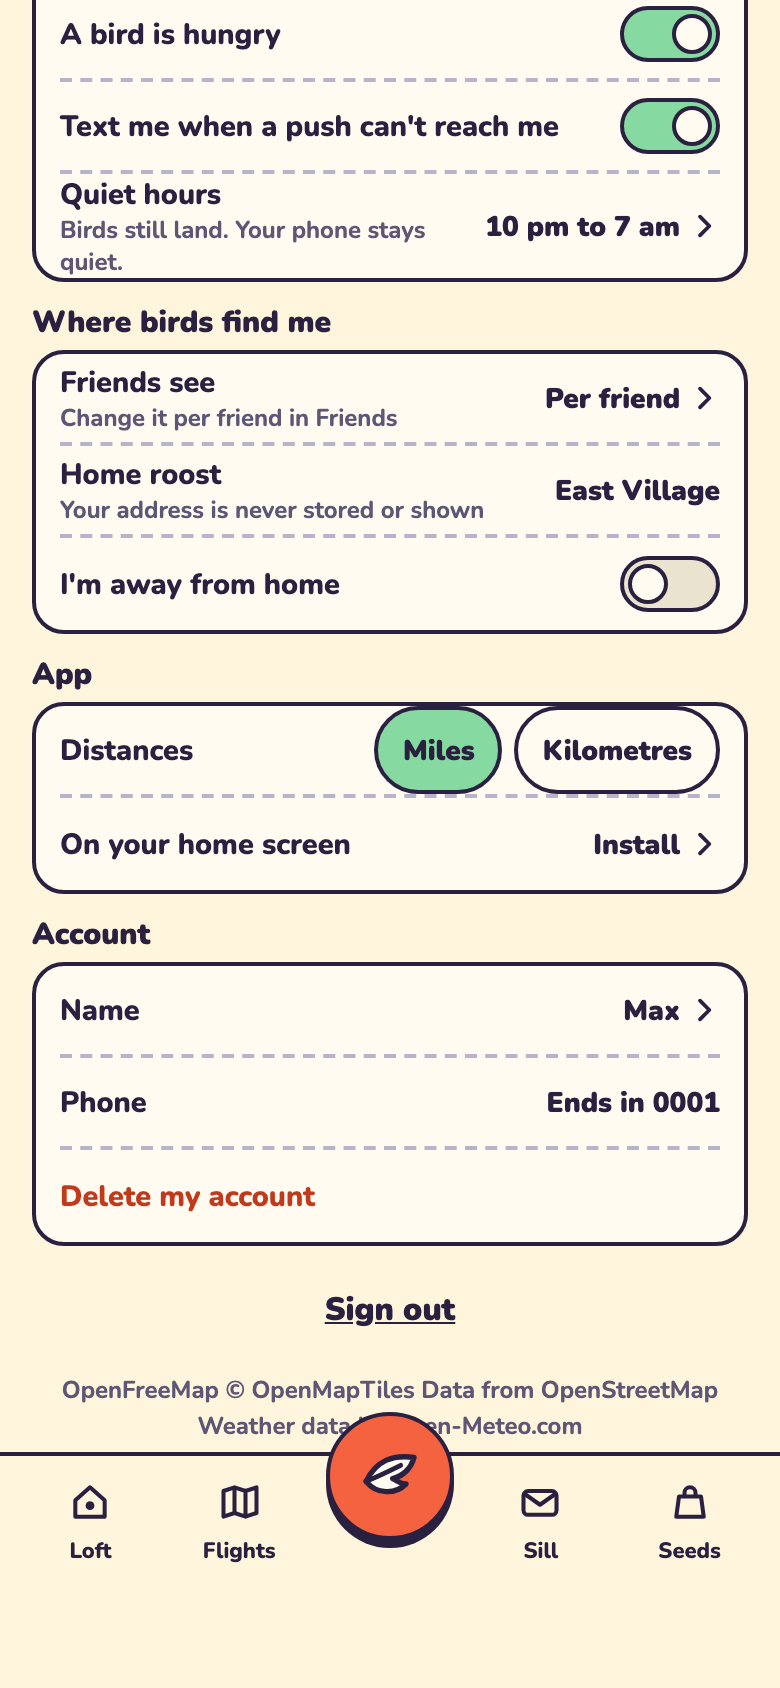 A bird is hungry
Text me when a push can't reach me
Quiet hours
Birds still land. Your phone stays
quiet.
10 pm to 7 am
Where birds find me
Friends see
Change it per friend in Friends
Per friend
Home roost
Your address is never stored or shown
East Village
I'm away from home
App
Distances
Miles
Kilometres
On your home screen
Install
Account
Name
Max
Phone
Ends in 0001
Delete my account
Sign out
OpenFreeMap © OpenMapTiles Data from OpenStreetMap
Weather data en-Meteo.com
Loft
Flights
Sill
Seeds